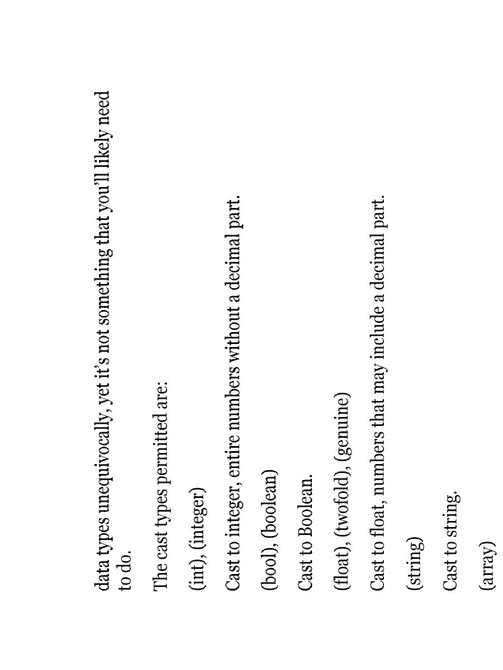 data types unequivocally, yet it's not something that you'll likely need
to do.
The cast types permitted are:
(int), (integer)
Cast to integer, entire numbers without a decimal part.
(bool), (boolean)
Cast to Boolean.
(float), (twofold), (genuine)
Cast to float, numbers that may include a decimal part.
(string)
Cast to string.
(array)